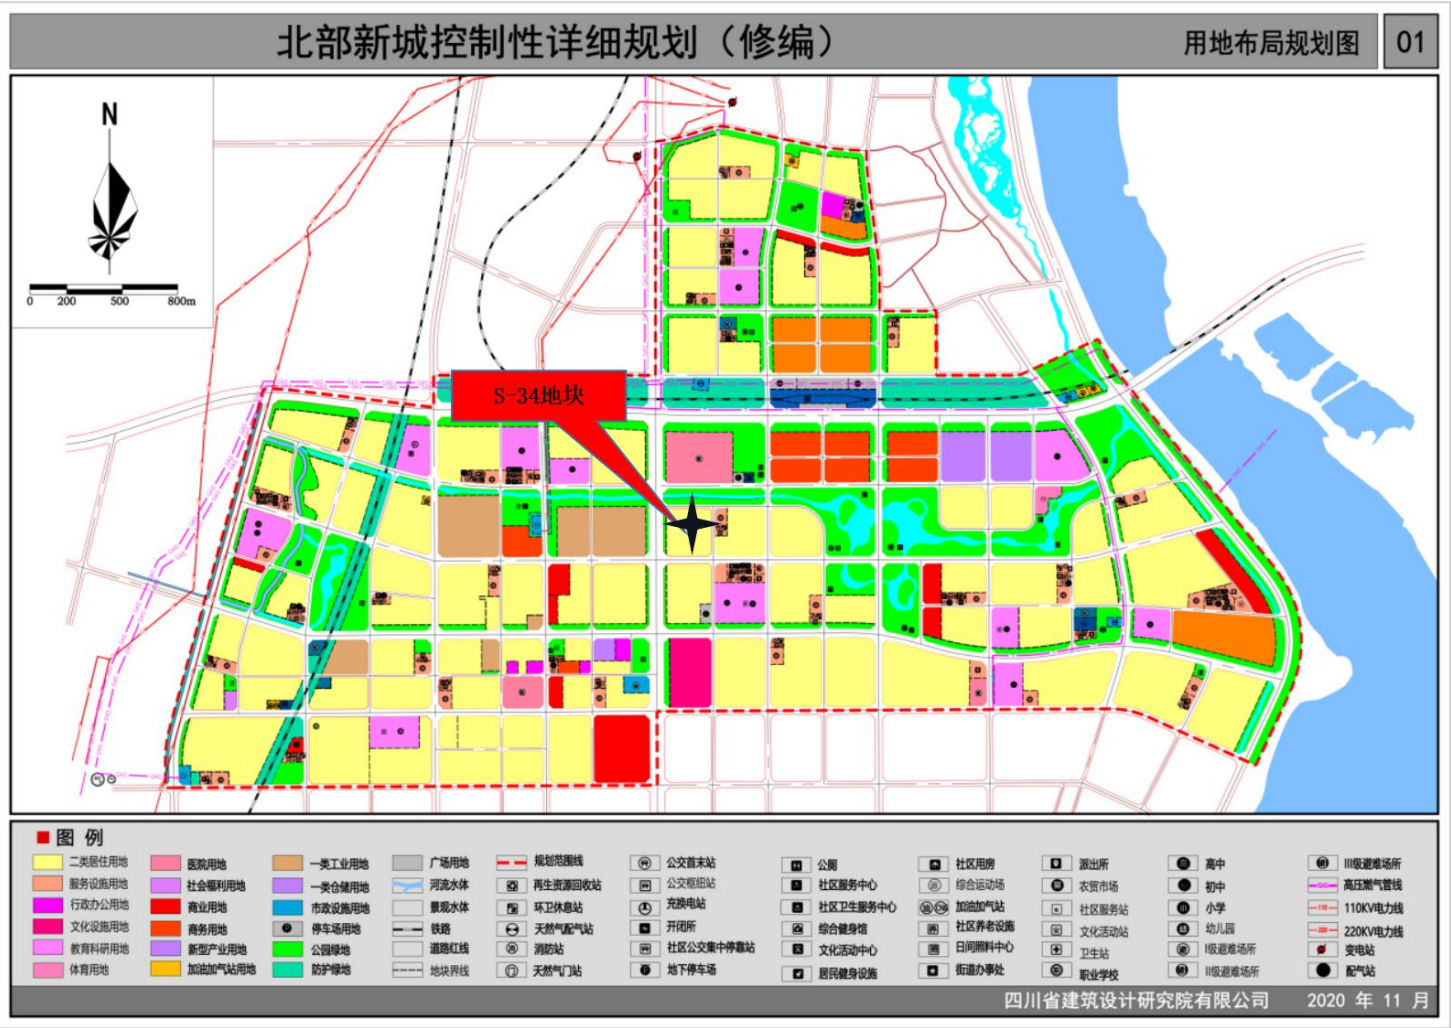 北部新城控制性详细规划（修编）
用地布局规划图
01
N
0 200 500 800m
S-34地块
图 例
二类居住用地
服务设施用地
行政办公用地
文化设施用地
教育科研用地
体育用地
医院用地
社会福利用地
商业用地
商务用地
新型产业用地
加油加气站用地
一类工业用地
一类仓储用地
市政设施用地
停车场用地
公园绿地
防护绿地
广场用地
河流水体
景观水体
铁路
道路红线
地块界线
规划范围线
再生资源回收站
环卫休息站
天然气配气站
消防站
天然气门站
公交首末站
公交枢纽站
充换电站
开闭所
社区公交集中停靠站
地下停车场
公厕
社区服务中心
社区卫生服务中心
综合健身馆
文化活动中心
居民健身设施
社区用房
综合运动场
加油加气站
社区养老设施
日间照料中心
街道办事处
派出所
农贸市场
社区服务站
文化活动站
卫生站
职业学校
高中
初中
小学
幼儿园
I级避难场所
II级避难场所
III级避难场所
高压燃气管线
110KV电力线
220KV电力线
变电站
配气站
四川省建筑设计研究院有限公司
2020 年 11 月